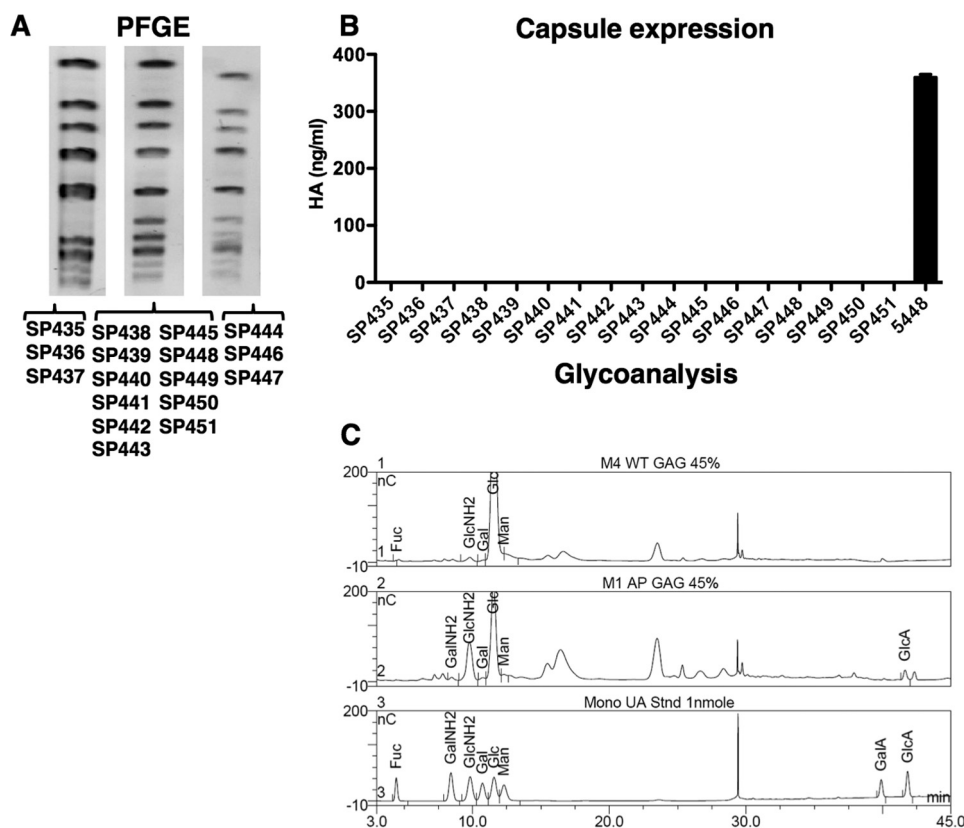 A
PFGE
SP435
SP436
SP437
SP438 SP445
SP439 SP448
SP440 SP449
SP441 SP450
SP442 SP451
SP443
SP444
SP446
SP447
B
Capsule expression
HA (ng/ml)
400
300
200
100
0
SP435
SP436
SP437
SP438
SP439
SP440
SP441
SP442
SP443
SP444
SP445
SP446
SP447
SP448
SP449
SP450
SP451
5448
Glycoanalysis
C
M4 WT GAG 45%
200
1
nC
Fuc
GlcNH2
Gal
Glc
Man
1
-10
M1 AP GAG 45%
200
2
nC
GalNH2
GlcNH2
Gal
Glc
Man
GlcA
2
-10
Mono UA Stnd 1nmole
200
3
nC
Fuc
GalNH2
GlcNH2
Gal
Glc
Man
GalA
GlcA
3
min
-10
3.0 10.0 20.0 30.0 45.0